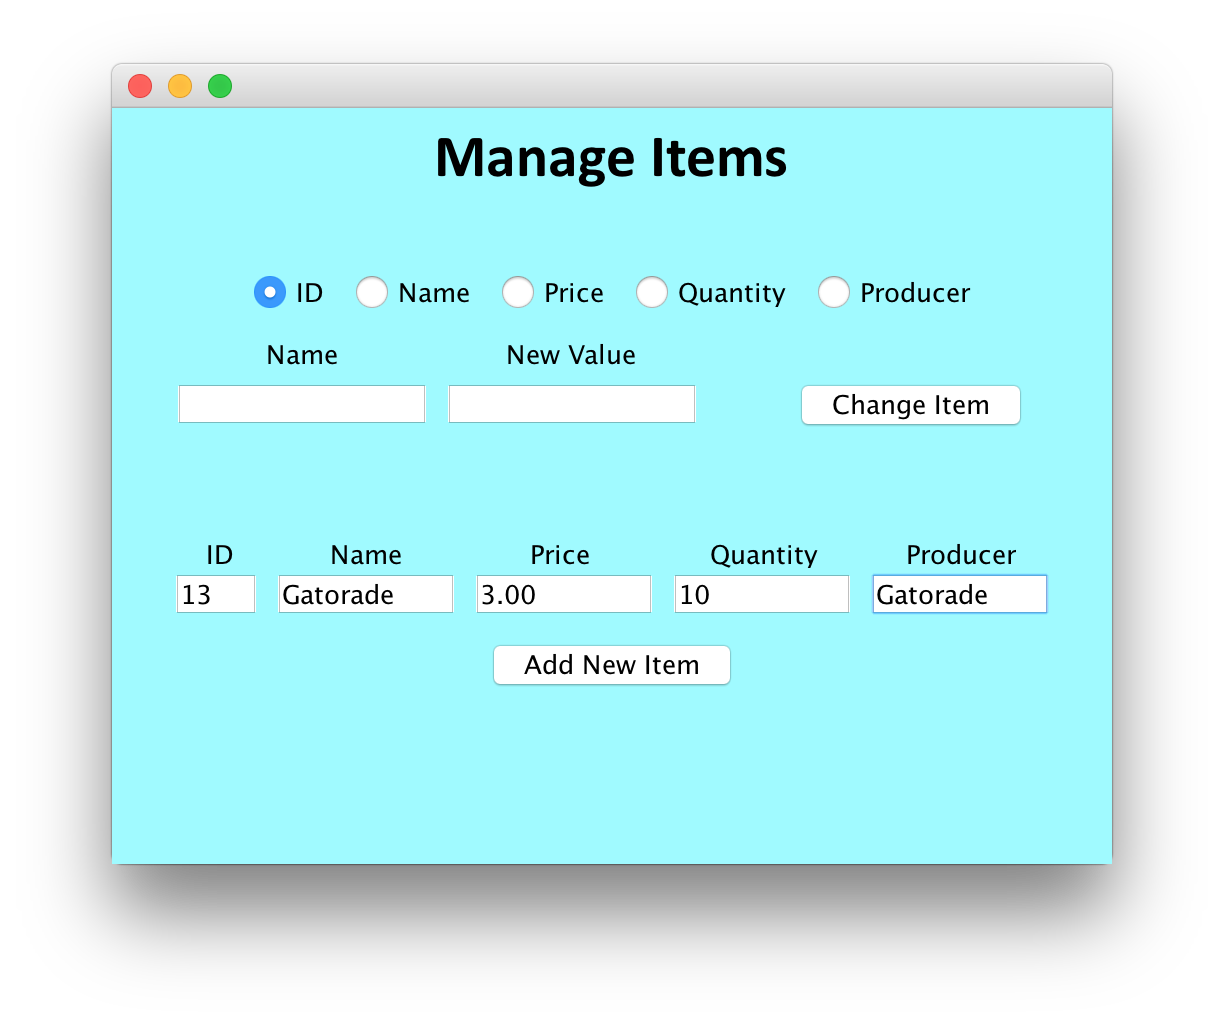 Manage Items
ID Name Price Quantity Producer
Name New Value
Change Item
ID Name Price Quantity Producer
13 Gatorade 3.00 10 Gatorade
Add New Item